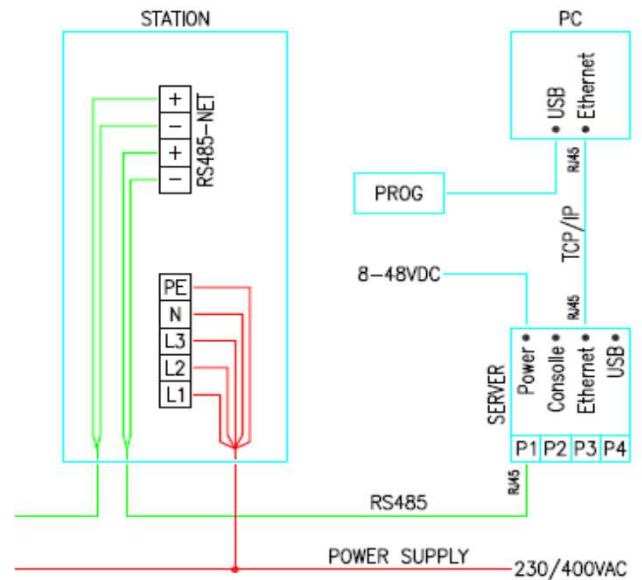 STATION
PC
+
−
+
−
RS485-NET
USB
Ethernet
RJ45
PROG
TCP/IP
8-48VDC
RJ45
PE
N
L3
L2
L1
SERVER
Power
Consolle
Ethernet
USB
P1 P2 P3 P4
RJ45
RS485
POWER SUPPLY
230/400VAC